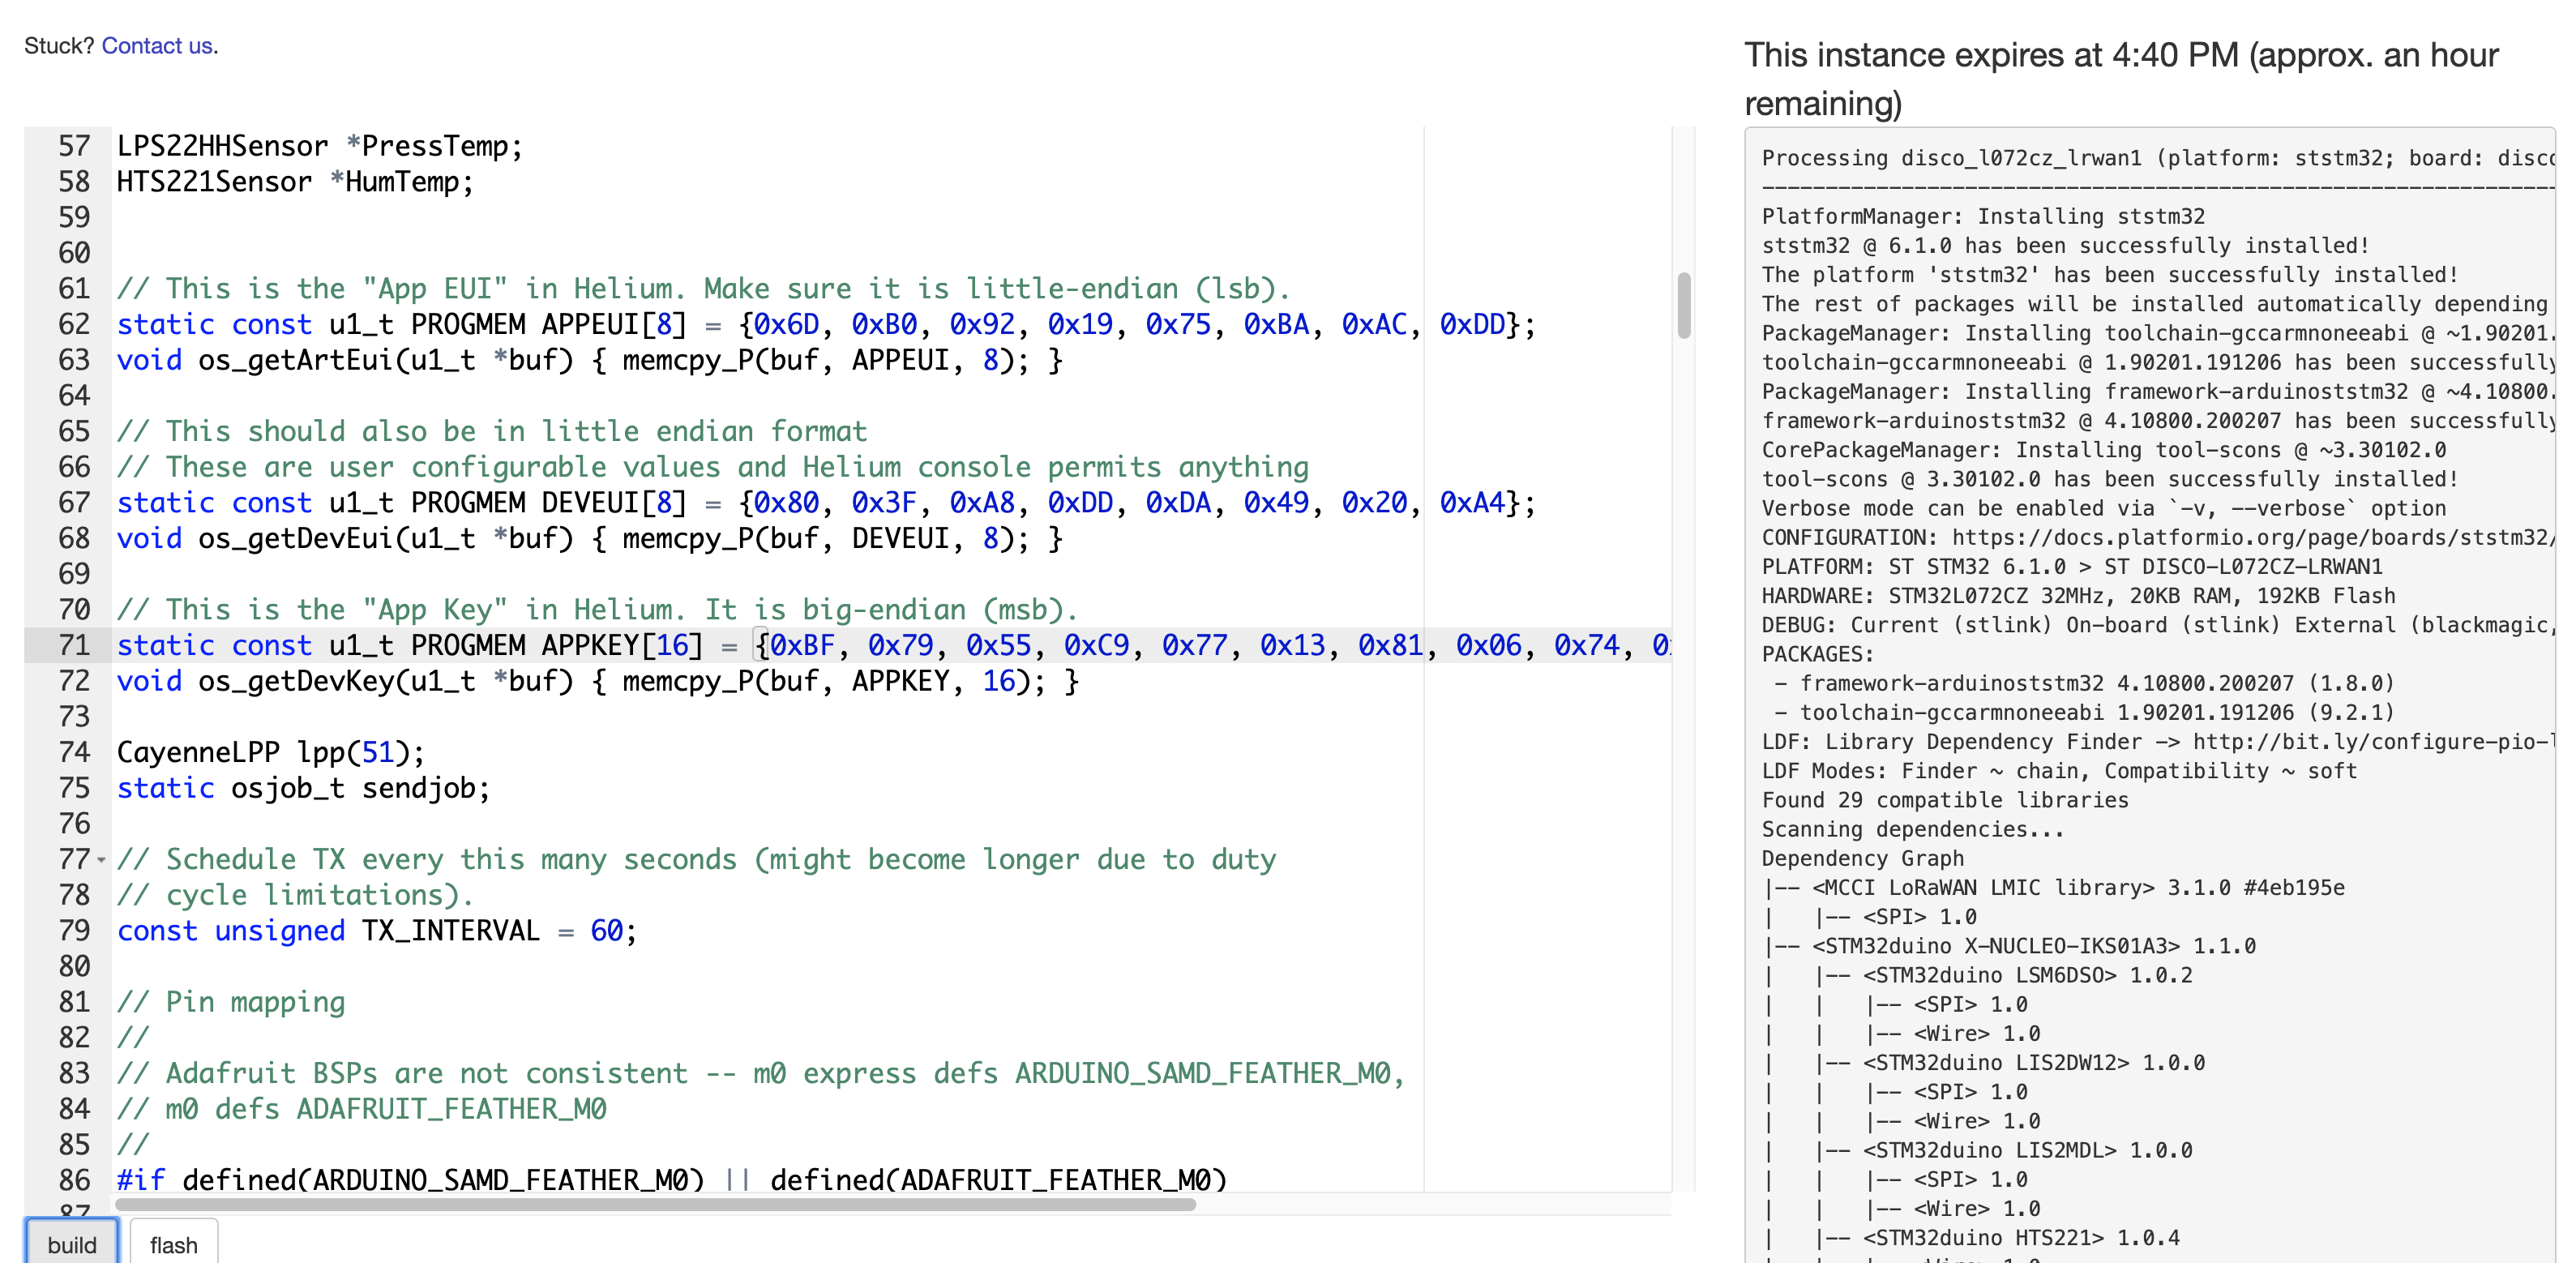 Stuck? Contact us.
57 LPS22HHSensor *PressTemp;
58 HTS221Sensor *HumTemp;
59
60
61 // This is the "App EUI" in Helium. Make sure it is little-endian (lsb).
62 static const u1_t PROGMEM APPEUI[8] = {0x6D, 0xB0, 0x92, 0x19, 0x75, 0xBA, 0xAC, 0xDD};
63 void os_getArtEui(u1_t *buf) { memcpy_P(buf, APPEUI, 8); }
64
65 // This should also be in little endian format
66 // These are user configurable values and Helium console permits anything
67 static const u1_t PROGMEM DEVEUI[8] = {0x80, 0x3F, 0xA8, 0xDD, 0xDA, 0x49, 0x20, 0xA4};
68 void os_getDevEui(u1_t *buf) { memcpy_P(buf, DEVEUI, 8); }
69
70 // This is the "App Key" in Helium. It is big-endian (msb).
71 static const u1_t PROGMEM APPKEY[16] = {0xBF, 0x79, 0x55, 0xC9, 0x77, 0x13, 0x81, 0x06, 0x74,
72 void os_getDevKey(u1_t *buf) { memcpy_P(buf, APPKEY, 16); }
73
74 CayenneLPP lpp(51);
75 static osjob_t sendjob;
76
77 // Schedule TX every this many seconds (might become longer due to duty
78 // cycle limitations).
79 const unsigned TX_INTERVAL = 60;
80
81 // Pin mapping
82 //
83 // Adafruit BSPs are not consistent -- m0 express defs ARDUINO_SAMD_FEATHER_M0,
84 // m0 defs ADAFRUIT_FEATHER_M0
85 //
86 #if defined(ARDUINO_SAMD_FEATHER_M0) || defined(ADAFRUIT_FEATHER_M0)
87
build flash
This instance expires at 4:40 PM (approx. an hour
remaining)
Processing disco_l072cz_lrwan1 (platform: ststm32; board: disco
--------------------------------------------------------------
PlatformManager: Installing ststm32
ststm32 @ 6.1.0 has been successfully installed!
The platform 'ststm32' has been successfully installed!
The rest of packages will be installed automatically depending
PackageManager: Installing toolchain-gccarmnoneeabi @ ~1.90201.
toolchain-gccarmnoneeabi @ 1.90201.191206 has been successfully
PackageManager: Installing framework-arduinoststm32 @ ~4.10800.
framework-arduinoststm32 @ 4.10800.200207 has been successfully
CorePackageManager: Installing tool-scons @ ~3.30102.0
tool-scons @ 3.30102.0 has been successfully installed!
Verbose mode can be enabled via `-v, --verbose` option
CONFIGURATION: https://docs.platformio.org/page/boards/ststm32/
PLATFORM: ST STM32 6.1.0 > ST DISCO-L072CZ-LRWAN1
HARDWARE: STM32L072CZ 32MHz, 20KB RAM, 192KB Flash
DEBUG: Current (stlink) On-board (stlink) External (blackmagic,
PACKAGES:
- framework-arduinoststm32 4.10800.200207 (1.8.0)
- toolchain-gccarmnoneeabi 1.90201.191206 (9.2.1)
LDF: Library Dependency Finder -> http://bit.ly/configure-pio-l
LDF Modes: Finder ~ chain, Compatibility ~ soft
Found 29 compatible libraries
Scanning dependencies...
Dependency Graph
|-- <MCCI LoRaWAN LMIC library> 3.1.0 #4eb195e
| |-- <SPI> 1.0
|-- <STM32duino X-NUCLEO-IKS01A3> 1.1.0
| |-- <STM32duino LSM6DSO> 1.0.2
| | |-- <SPI> 1.0
| | |-- <Wire> 1.0
| |-- <STM32duino LIS2DW12> 1.0.0
| | |-- <SPI> 1.0
| | |-- <Wire> 1.0
| |-- <STM32duino LIS2MDL> 1.0.0
| | |-- <SPI> 1.0
| | |-- <Wire> 1.0
| |-- <STM32duino HTS221> 1.0.4